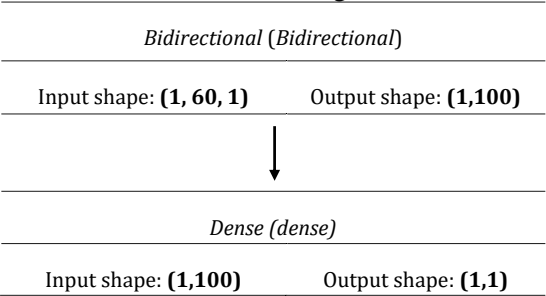 Bidirectional (Bidirectional)
Input shape: (1, 60, 1) Output shape: (1,100)
Dense (dense)
Input shape: (1,100) Output shape: (1,1)